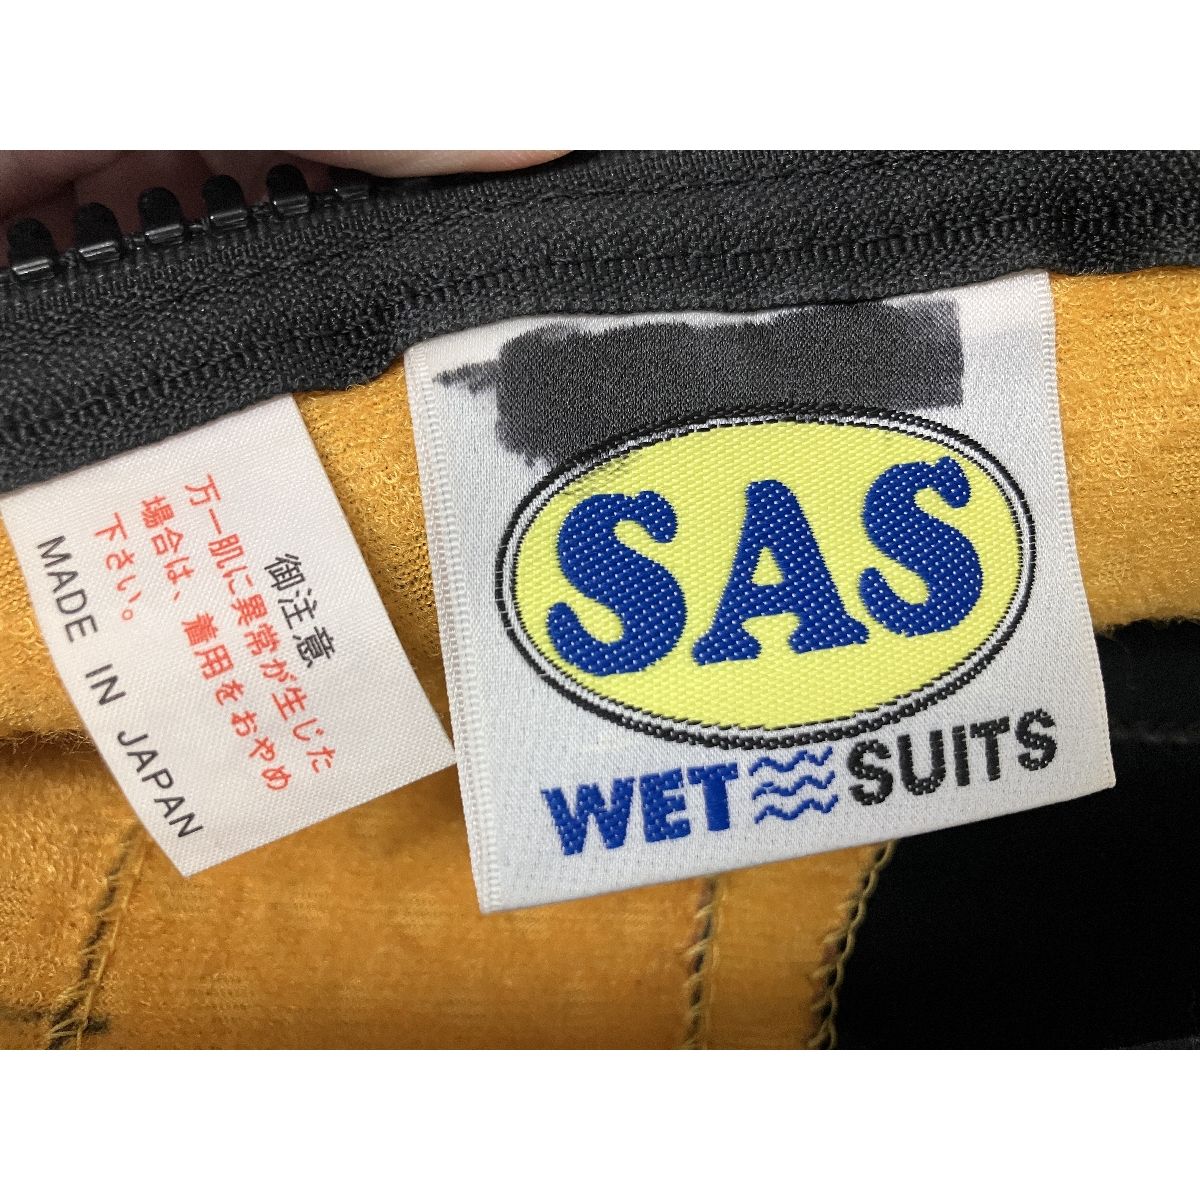 御注意
万一肌に異常が生じた
場合は、着用をおやめ
下さい。
MADE IN JAPAN
SAS
WET SUITS